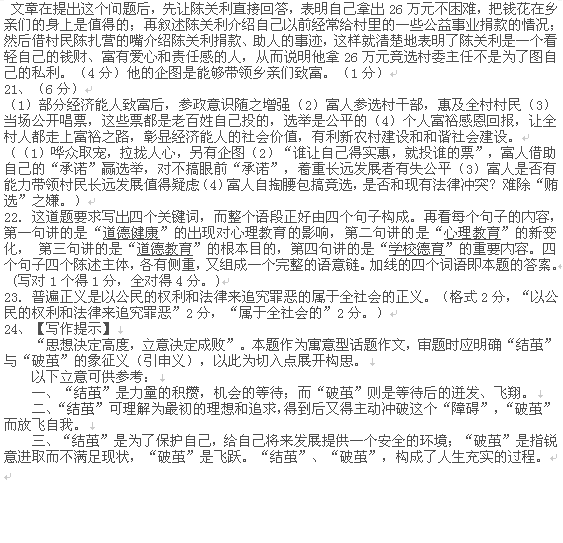 文章在提出这个问题后，先让陈关利直接回答，表明自己拿出 26 万元不困难，把钱花在乡
亲们的身上是值得的；再叙述陈关利介绍自己以前经常给村里的一些公益事业捐款的情况；
然后借村民陈扎营的嘴介绍陈关利捐款、助人的事迹，这样就清楚地表明了陈关利是一个看
轻自己的钱财、富有爱心和责任感的人，从而说明他拿 26 万元竞选村委主任不是为了图自
己的私利。（4 分）他的企图是能够带领乡亲们致富。（1 分）
21、（6 分）
（1）部分经济能人致富后，参政意识随之增强（2）富人参选村干部，惠及全村村民（3）
当场公开唱票，这些票都是老百姓自己投的，选举是公平的（4）个人富裕感恩回报，让全
村人都走上富裕之路，彰显经济能人的社会价值，有利新农村建设和和谐社会建设。
（（1）哗众取宠，拉拢人心，另有企图（2）“谁让自己得实惠，就投谁的票”，富人借助
自己的“承诺”赢选举，对不搞眼前“承诺”，着重长远发展者有失公平（3）富人是否有
能力带领村民长远发展值得疑虑(4)富人自掏腰包搞竞选，是否和现有法律冲突？难除“贿
选”之嫌。）
22. 这道题要求写出四个关键词，而整个语段正好由四个句子构成。再看每个句子的内容，
第一句讲的是“道德健康”的出现对心理教育的影响，第二句讲的是“心理教育”的新变
化， 第三句讲的是“道德教育”的根本目的，第四句讲的是“学校德育”的重要内容。四
个句子四个陈述主体，各有侧重，又组成一个完整的语意链。加线的四个词语即本题的答案。
（写对 1 个得 1 分，全对得 4 分。）
23. 普遍正义是以公民的权利和法律来追究罪恶的属于全社会的正义。（格式 2 分，“以公
民的权利和法律来追究罪恶”2 分，“属于全社会的”2 分。）
24、【写作提示】
“思想决定高度，立意决定成败”。本题作为寓意型话题作文，审题时应明确“结茧”
与“破茧”的象征义（引申义），以此为切入点展开构思。
以下立意可供参考：
一、“结茧”是力量的积攒，机会的等待；而“破茧”则是等待后的迸发、飞翔。
二、“结茧”可理解为最初的理想和追求，得到后又得主动冲破这个“障碍”，“破茧”
而放飞自我。
三、“结茧”是为了保护自己，给自己将来发展提供一个安全的环境；“破茧”是指锐
意进取而不满足现状，“破茧”是飞跃。“结茧”、“破茧”，构成了人生充实的过程。